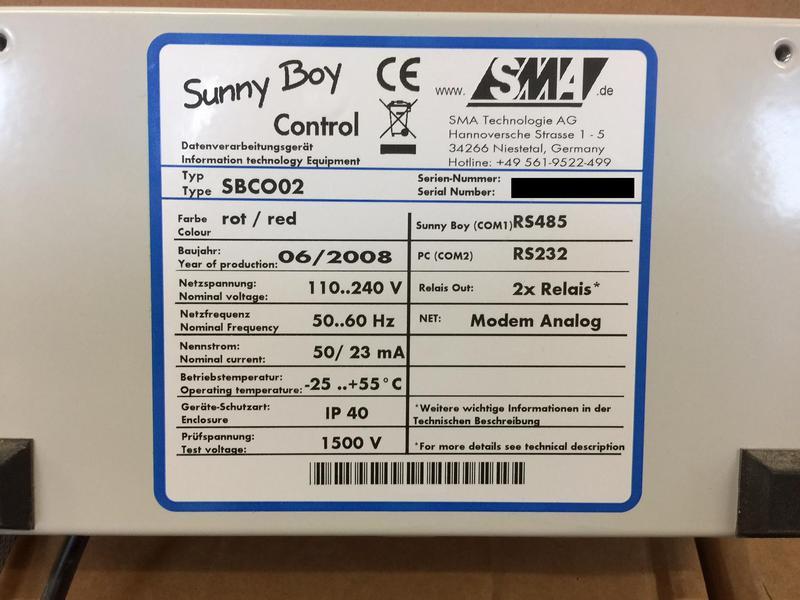 Sunny Boy
Control
CE
www. SMA .de
SMA Technologie AG
Hannoversche Strasse 1 - 5
34266 Niestetal, Germany
Hotline: +49 561-9522-499
Datenverarbeitungsgerät
Information technology Equipment
Typ
Type SBCO02
Serien-Nummer:
Serial Number:
Farbe rot / red
Colour
Sunny Boy (COM1) RS485
Baujahr:
Year of production: 06/2008
PC (COM2) RS232
Netzspannung:
Nominal voltage: 110..240 V
Relais Out: 2x Relais*
Netzfrequenz
Nominal Frequency 50..60 Hz
NET: Modem Analog
Nennstrom:
Nominal current: 50/ 23 mA
Betriebstemperatur:
Operating temperature: -25 ..+55°C
Geräte-Schutzart:
Enclosure IP 40
*Weitere wichtige Informationen in der
Technischen Beschreibung
Prüfspannung:
Test voltage: 1500 V
*For more details see technical description